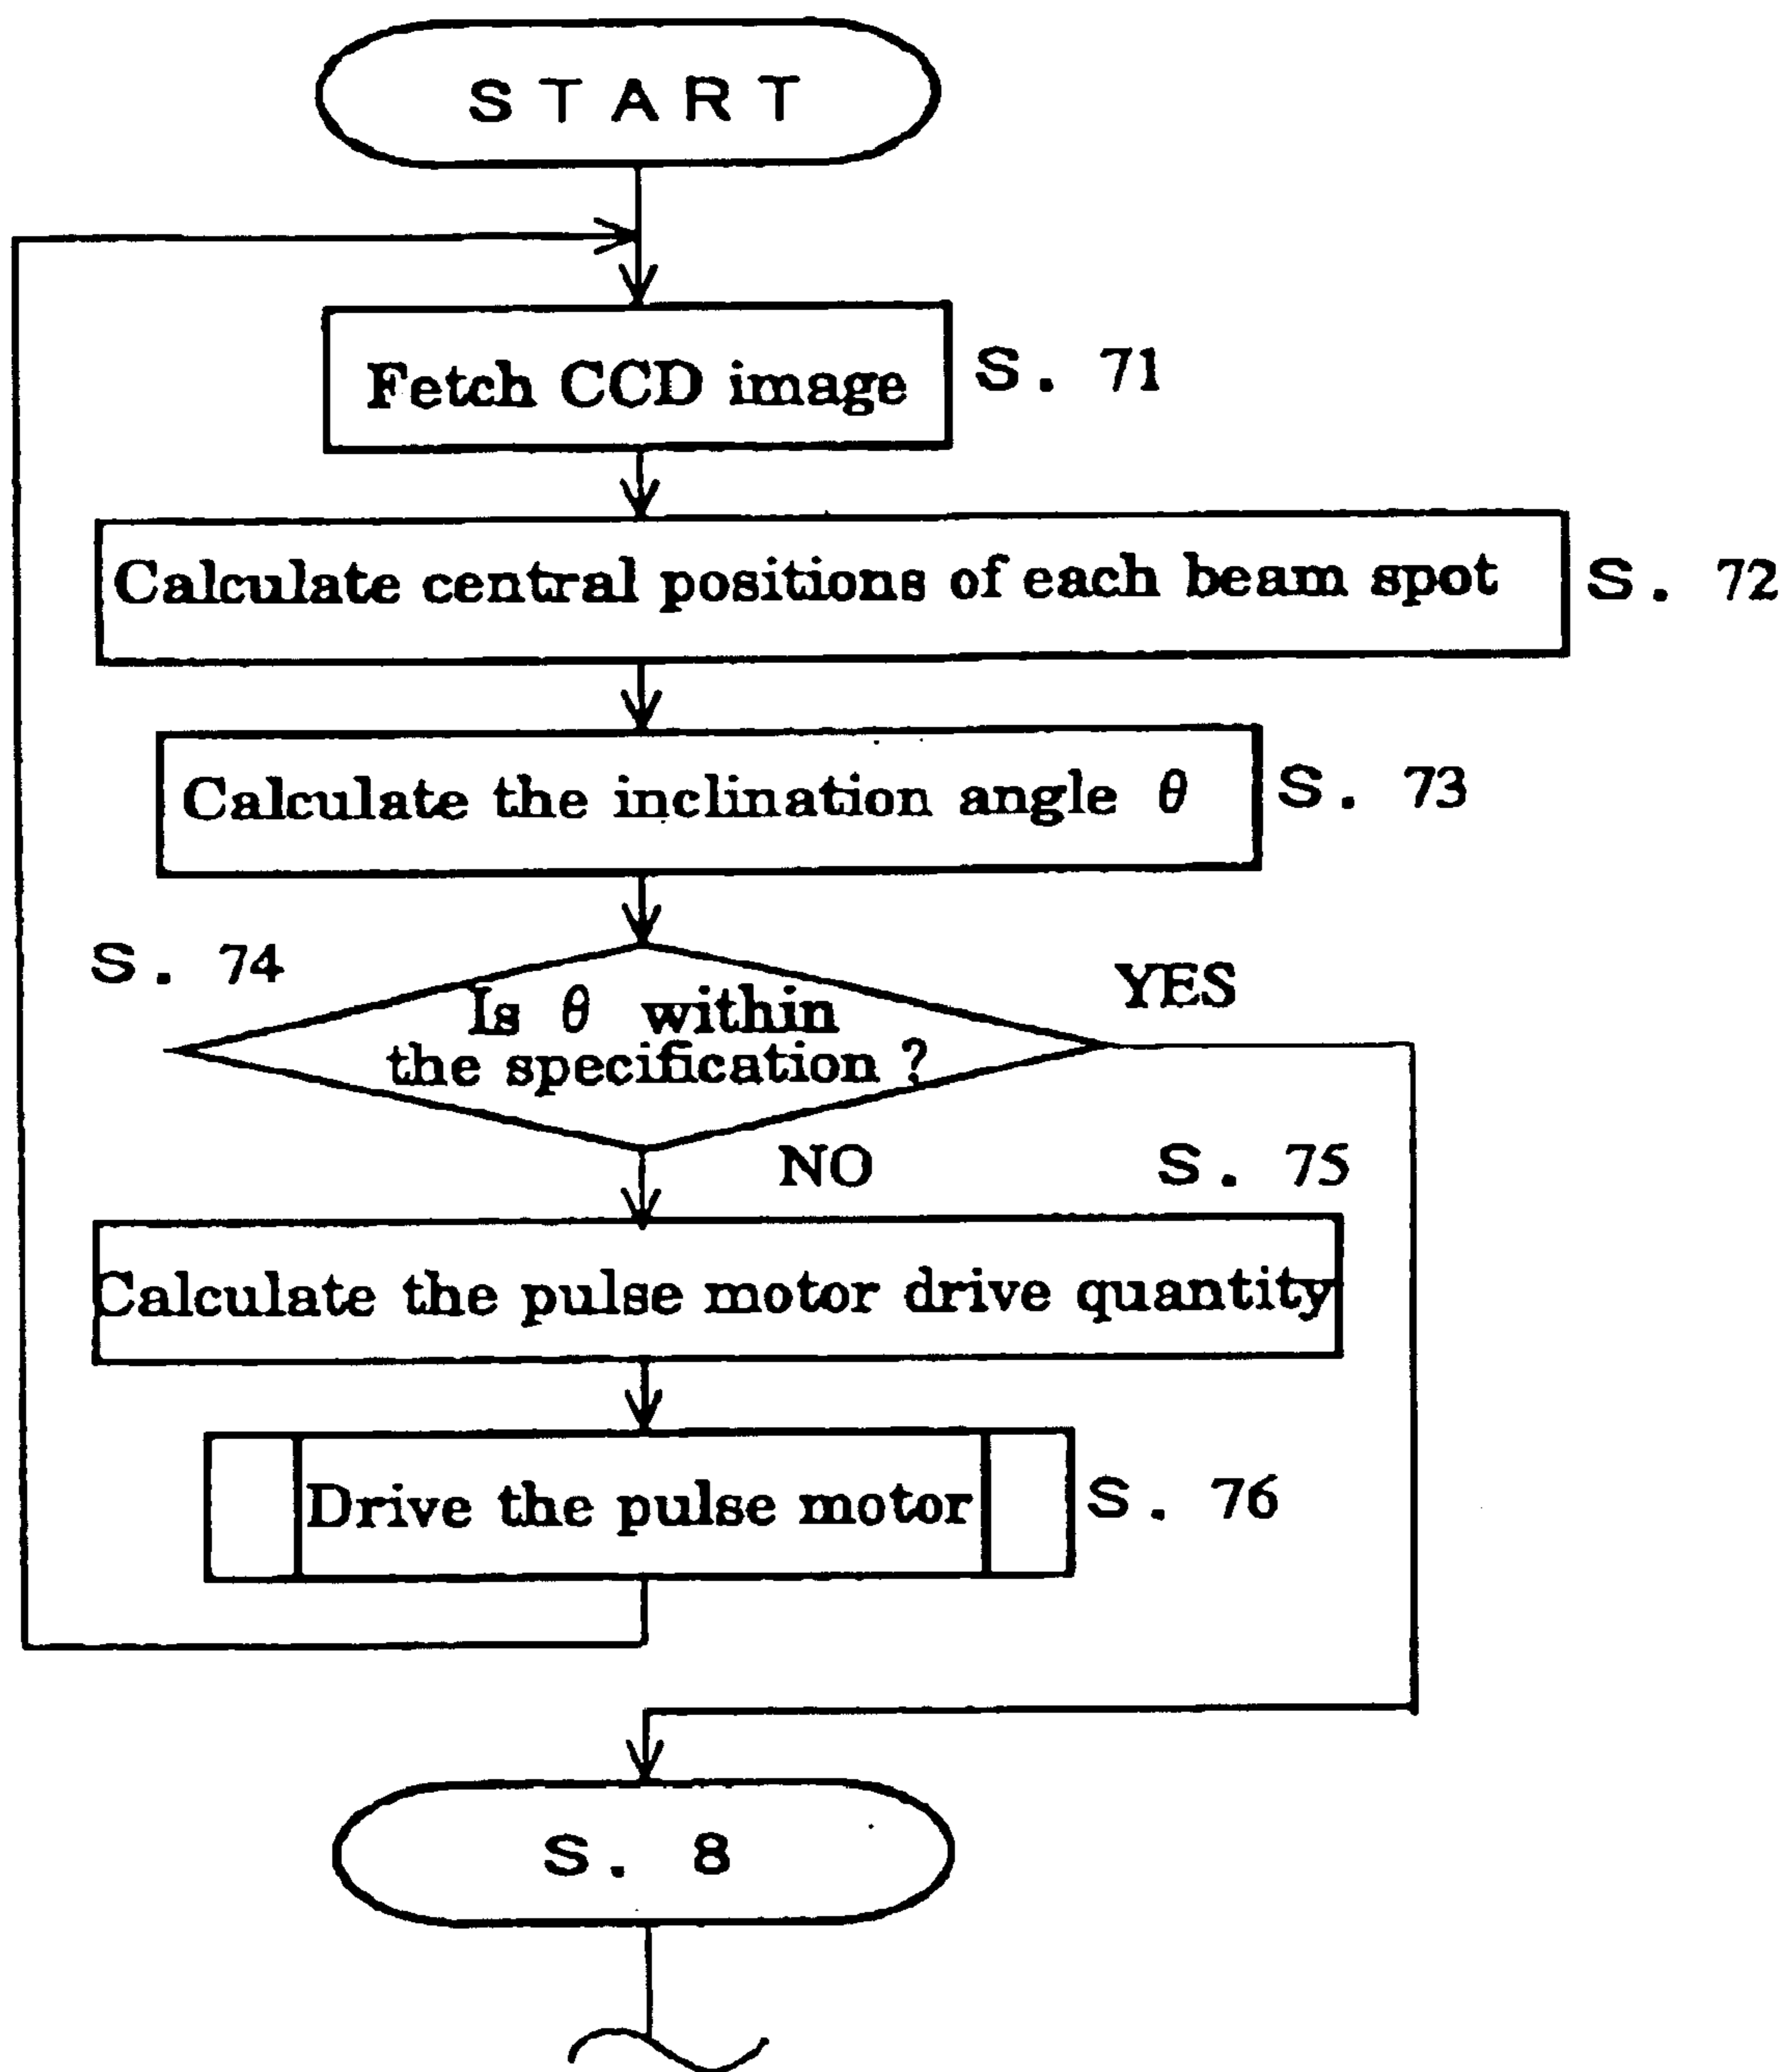 START
Fetch CCD image
S. 71
Calculate central positions of each beam spot
S. 72
Calculate the inclination angle θ
S. 73
S. 74
Is θ within
the specification ?
YES
NO
S. 75
Calculate the pulse motor drive quantity
Drive the pulse motor
S. 76
S. 8